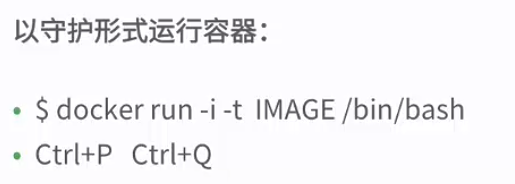 以守护形式运行容器：
• $ docker run -i -t IMAGE /bin/bash
• Ctrl+P Ctrl+Q